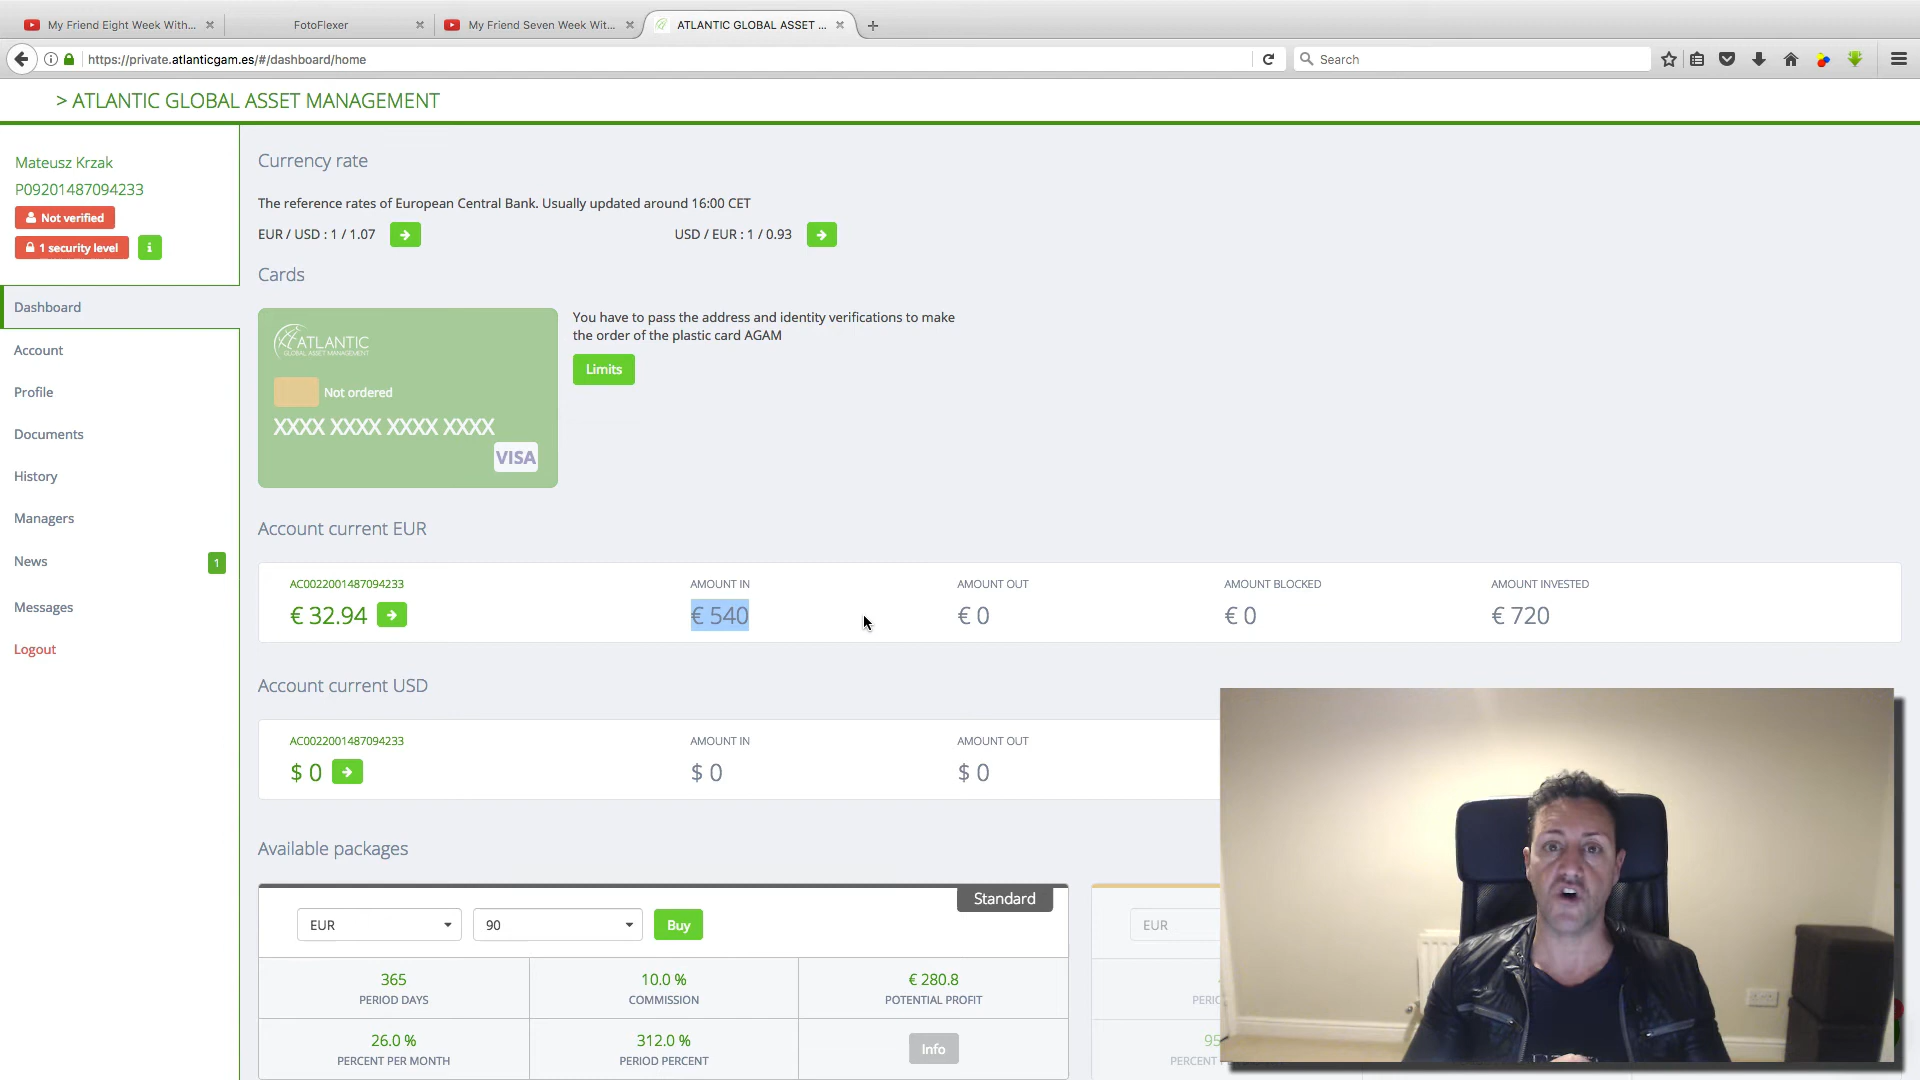 My Friend Eight Week With...
FotoFlexer
My Friend Seven Week Wit...
ATLANTIC GLOBAL ASSET ...
https://private.atlanticgam.es/#/dashboard/home
Search
> ATLANTIC GLOBAL ASSET MANAGEMENT
Mateusz Krzak
P09201487094233
Not verified
1 security level
i
Dashboard
Account
Profile
Documents
History
Managers
News
1
Messages
Logout
Currency rate
The reference rates of European Central Bank. Usually updated around 16:00 CET
EUR / USD : 1 / 1.07
USD / EUR : 1 / 0.93
Cards
ATLANTIC
GLOBAL ASSET MANAGEMENT
Not ordered
XXXX XXXX XXXX XXXX
VISA
You have to pass the address and identity verifications to make
the order of the plastic card AGAM
Limits
Account current EUR
AC0022001487094233
AMOUNT IN
AMOUNT OUT
AMOUNT BLOCKED
AMOUNT INVESTED
€ 32.94
€ 540
€ 0
€ 0
€ 720
Account current USD
AC0022001487094233
AMOUNT IN
AMOUNT OUT
$ 0
$ 0
$ 0
Available packages
Standard
EUR
90
Buy
EUR
365
PERIOD DAYS
10.0 %
COMMISSION
€ 280.8
POTENTIAL PROFIT
26.0 %
PERCENT PER MONTH
312.0 %
PERIOD PERCENT
Info
95
PERCENT